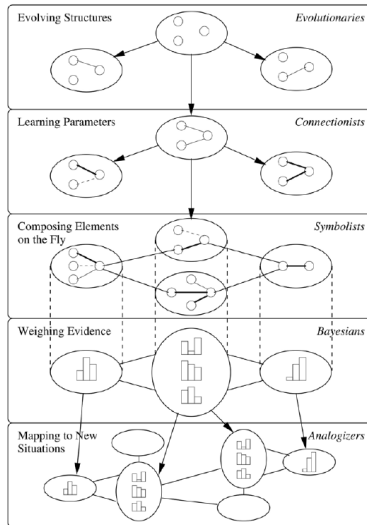 Evolving Structures
Evolutionaries
Learning Parameters
Connectionists
Composing Elements
on the Fly
Symbolists
Weighing Evidence
Bayesians
Mapping to New
Situations
Analogizers